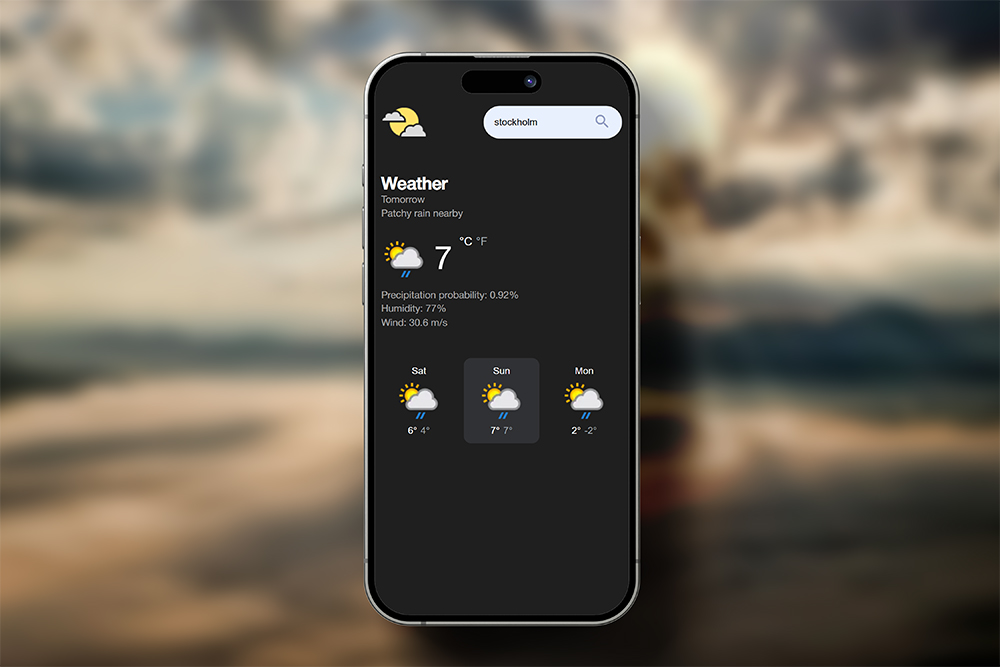 stockholm
Weather
Tomorrow
Patchy rain nearby
7 °C °F
Precipitation probability: 0.92%
Humidity: 77%
Wind: 30.6 m/s
Sat Sun Mon
6° 4° 7° 7° 2° -2°